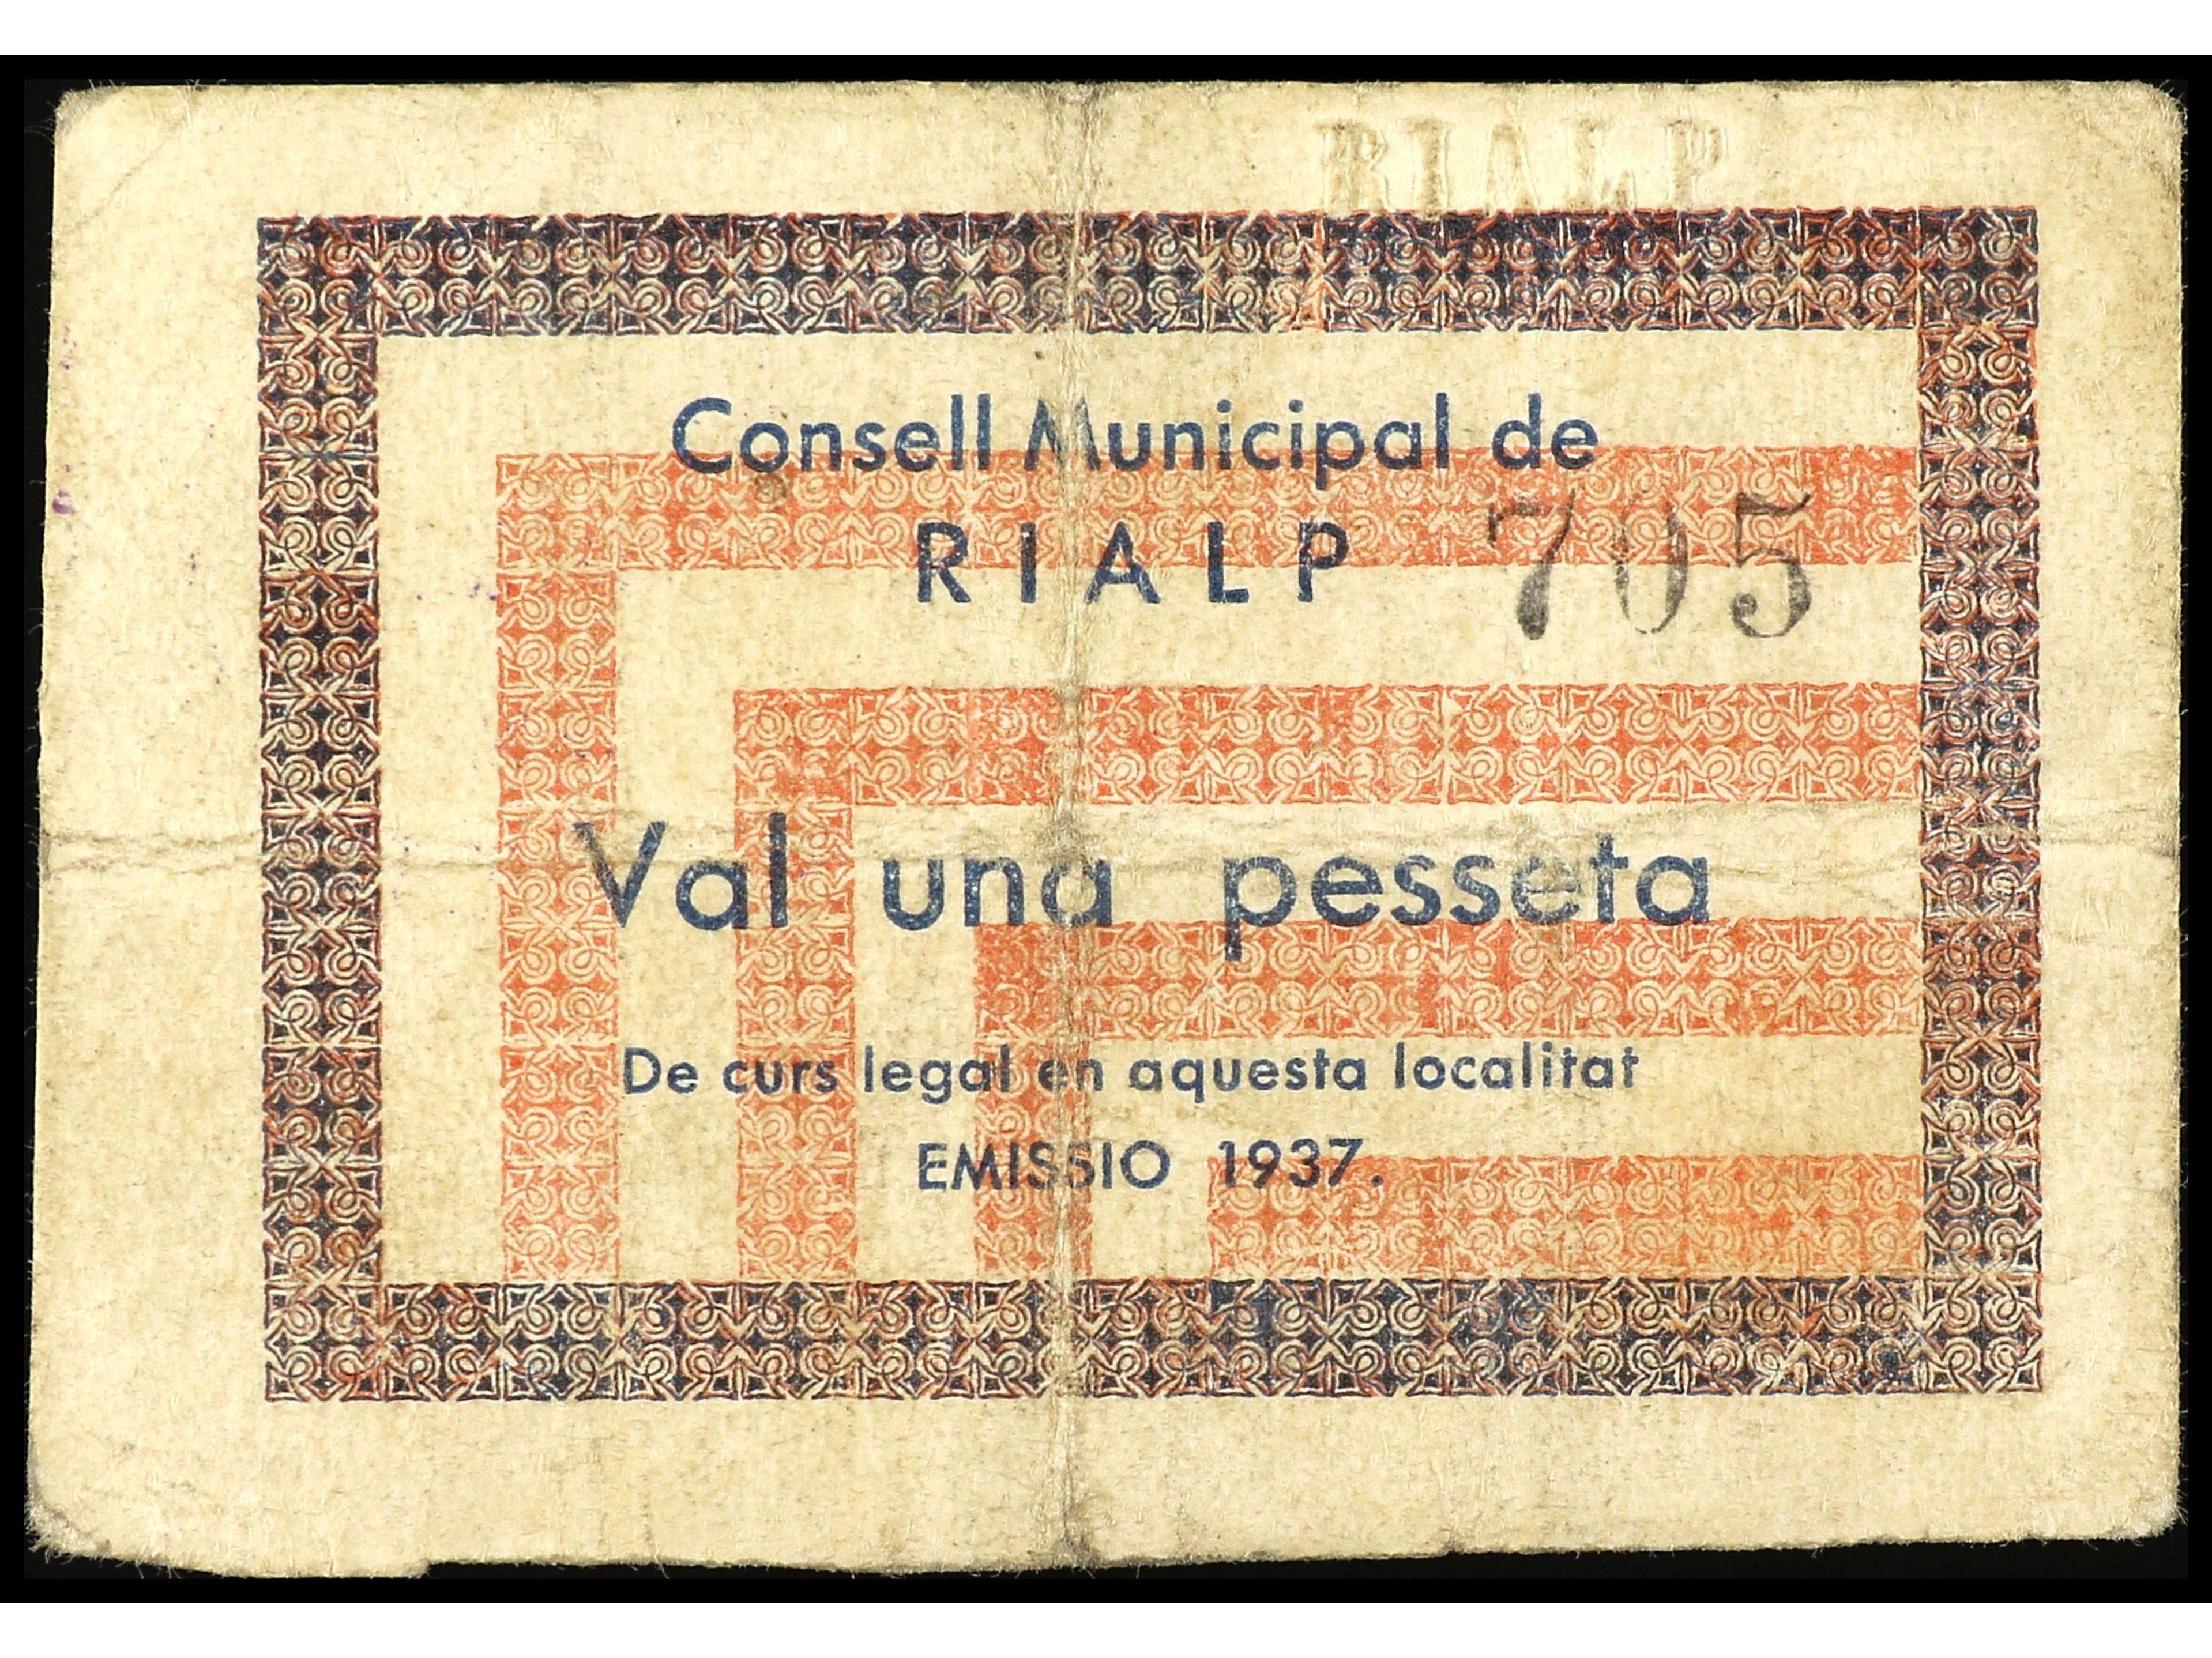 RIALP
Consell Municipal de
RIALP
705
Val una pesseta
De curs legal en aquesta localitat
EMISSIO 1937.